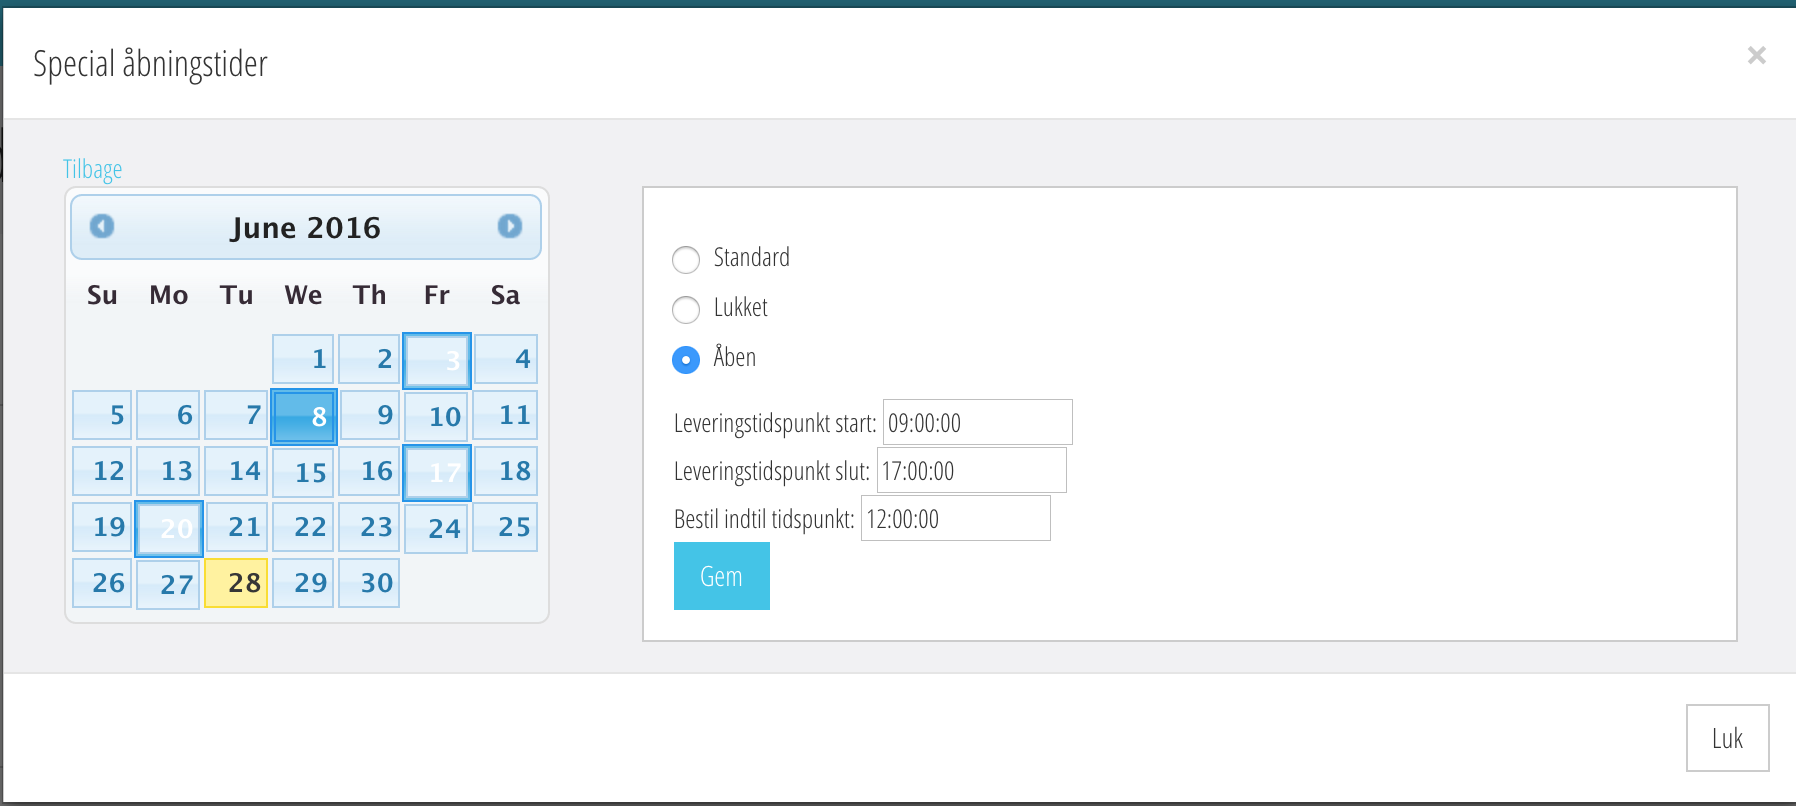 Special åbningstider
×
Tilbage
June 2016
Su Mo Tu We Th Fr Sa
1 2 3 4
5 6 7 8 9 10 11
12 13 14 15 16 17 18
19 20 21 22 23 24 25
26 27 28 29 30
Standard
Lukket
Åben
Leveringstidspunkt start: 09:00:00
Leveringstidspunkt slut: 17:00:00
Bestil indtil tidspunkt: 12:00:00
Gem
Luk